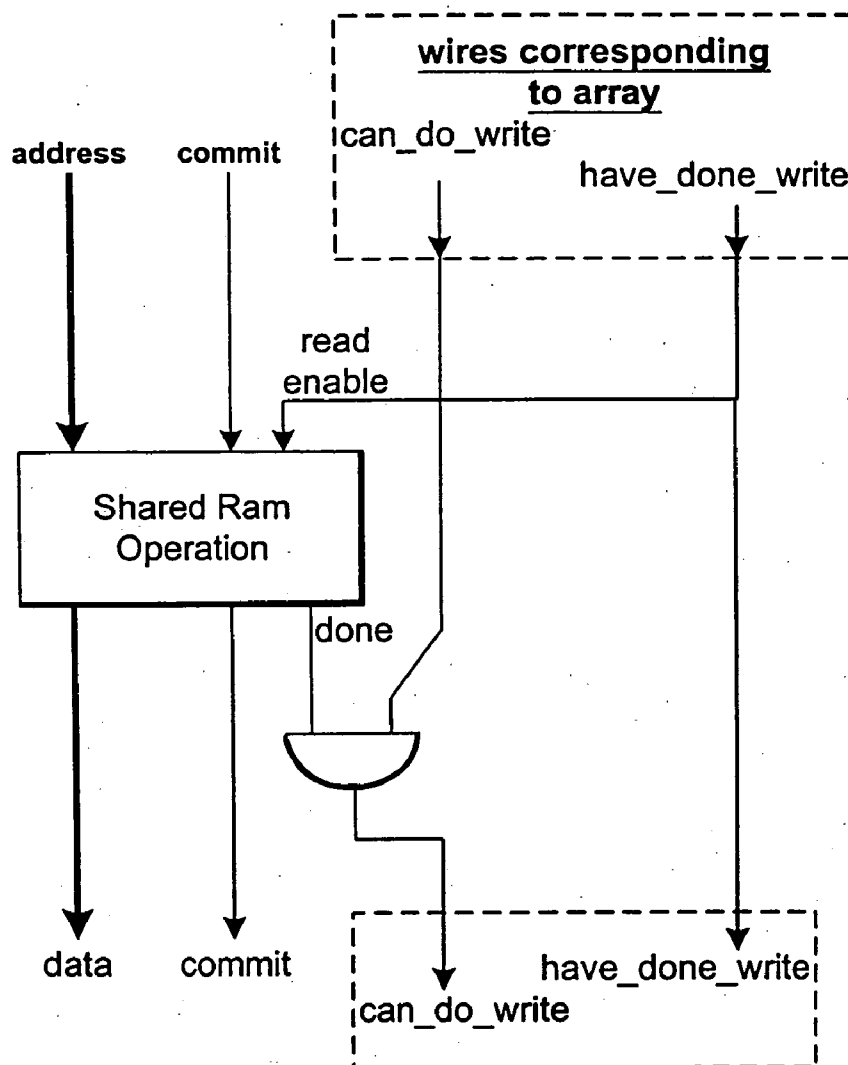 wires corresponding
to array
can_do_write
address
commit
have_done_write
read
enable
Shared Ram
Operation
done
data
commit
have_done_write
can_do_write